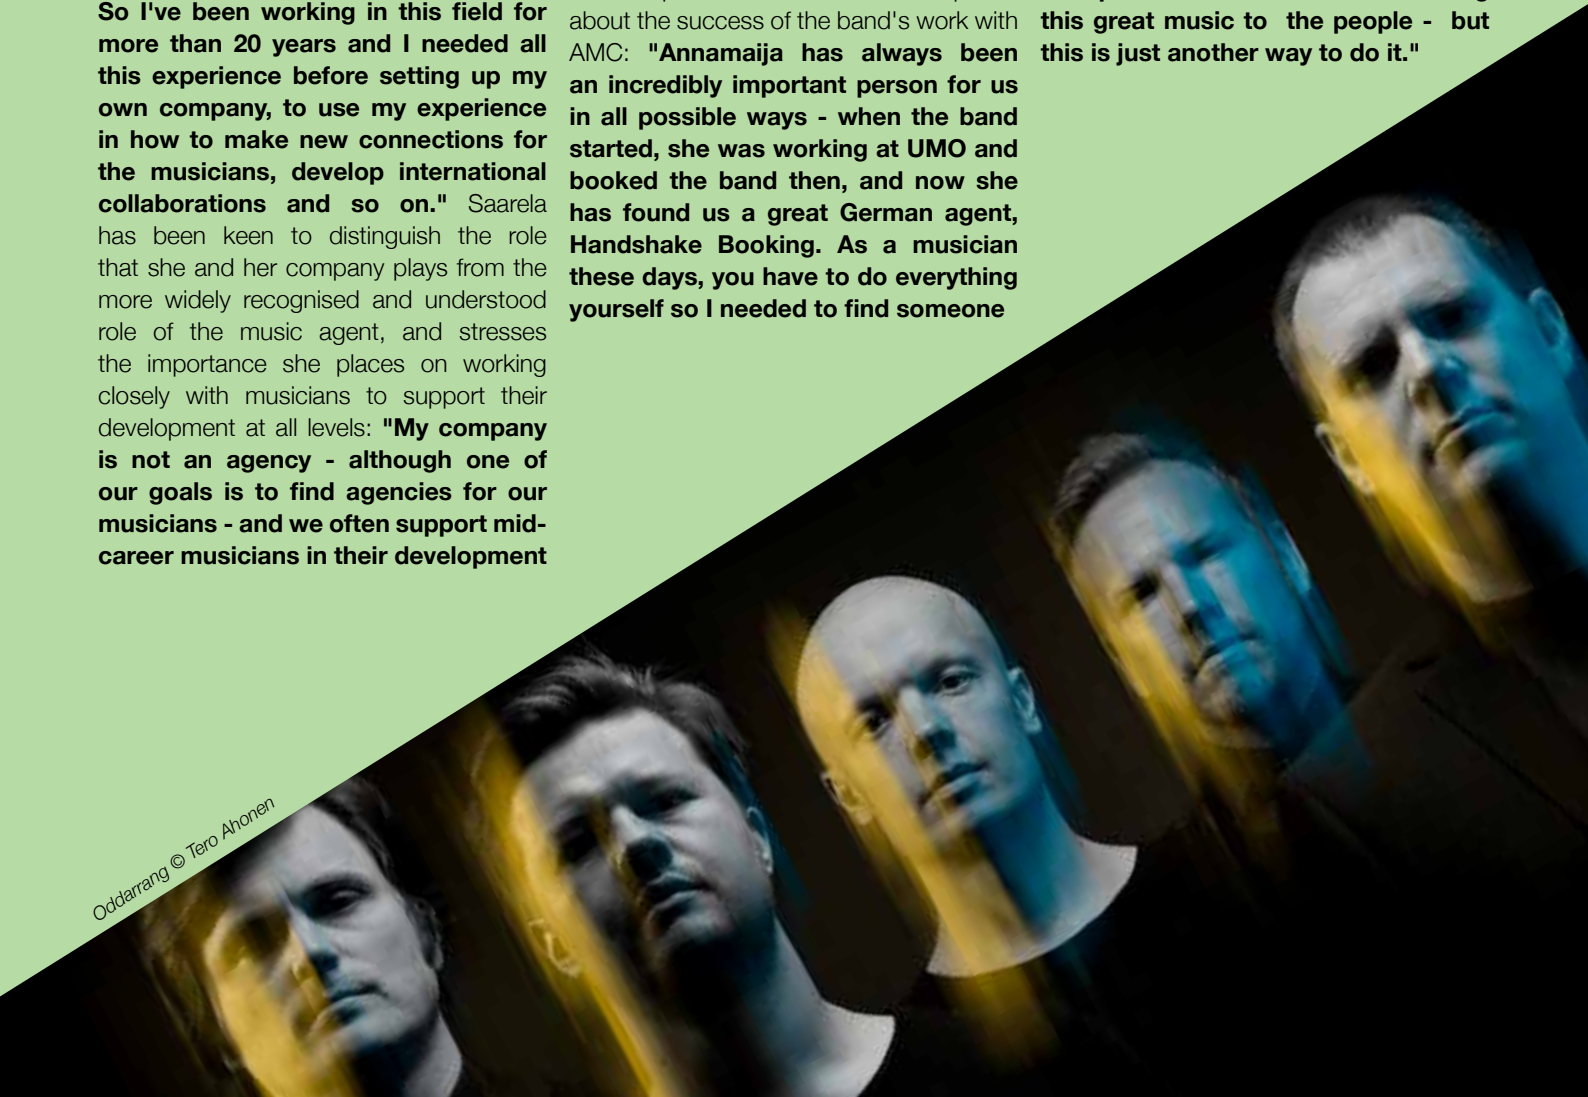 So I've been working in this field for
more than 20 years and I needed all
this experience before setting up my
own company, to use my experience
in how to make new connections for
the musicians, develop international
collaborations and so on." Saarela
has been keen to distinguish the role
that she and her company plays from the
more widely recognised and understood
role of the music agent, and stresses
the importance she places on working
closely with musicians to support their
development at all levels: "My company
is not an agency - although one of
our goals is to find agencies for our
musicians - and we often support mid-
career musicians in their development
about the success of the band's work with
AMC: "Annamaija has always been
an incredibly important person for us
in all possible ways - when the band
started, she was working at UMO and
booked the band then, and now she
has found us a great German agent,
Handshake Booking. As a musician
these days, you have to do everything
yourself so I needed to find someone
this great music to the people - but
this is just another way to do it."
Oddarrang © Tero Ahonen